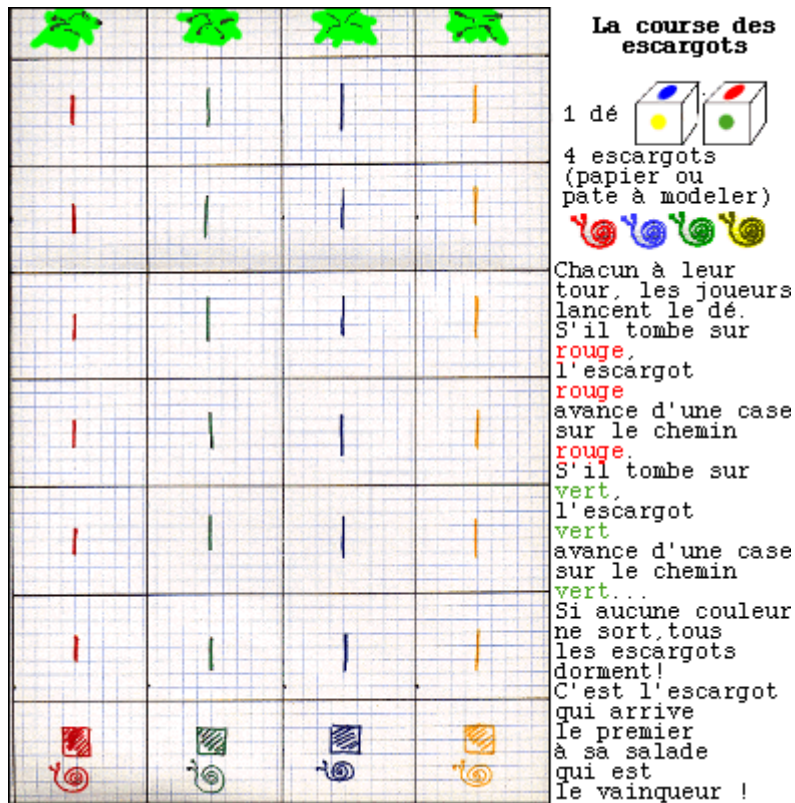 La course des
escargots
1 dé
4 escargots
(papier ou
pate à modeler)
Chacun à leur
tour, les joueurs
lancent le dé.
S'il tombe sur
rouge,
l'escargot
rouge
avance d'une case
sur le chemin
rouge.
S'il tombe sur
vert,
l'escargot
vert
avance d'une case
sur le chemin
vert...
Si aucune couleur
ne sort,tous
les escargots
dorment!
C'est l'escargot
qui arrive
le premier
à sa salade
qui est
le vainqueur !